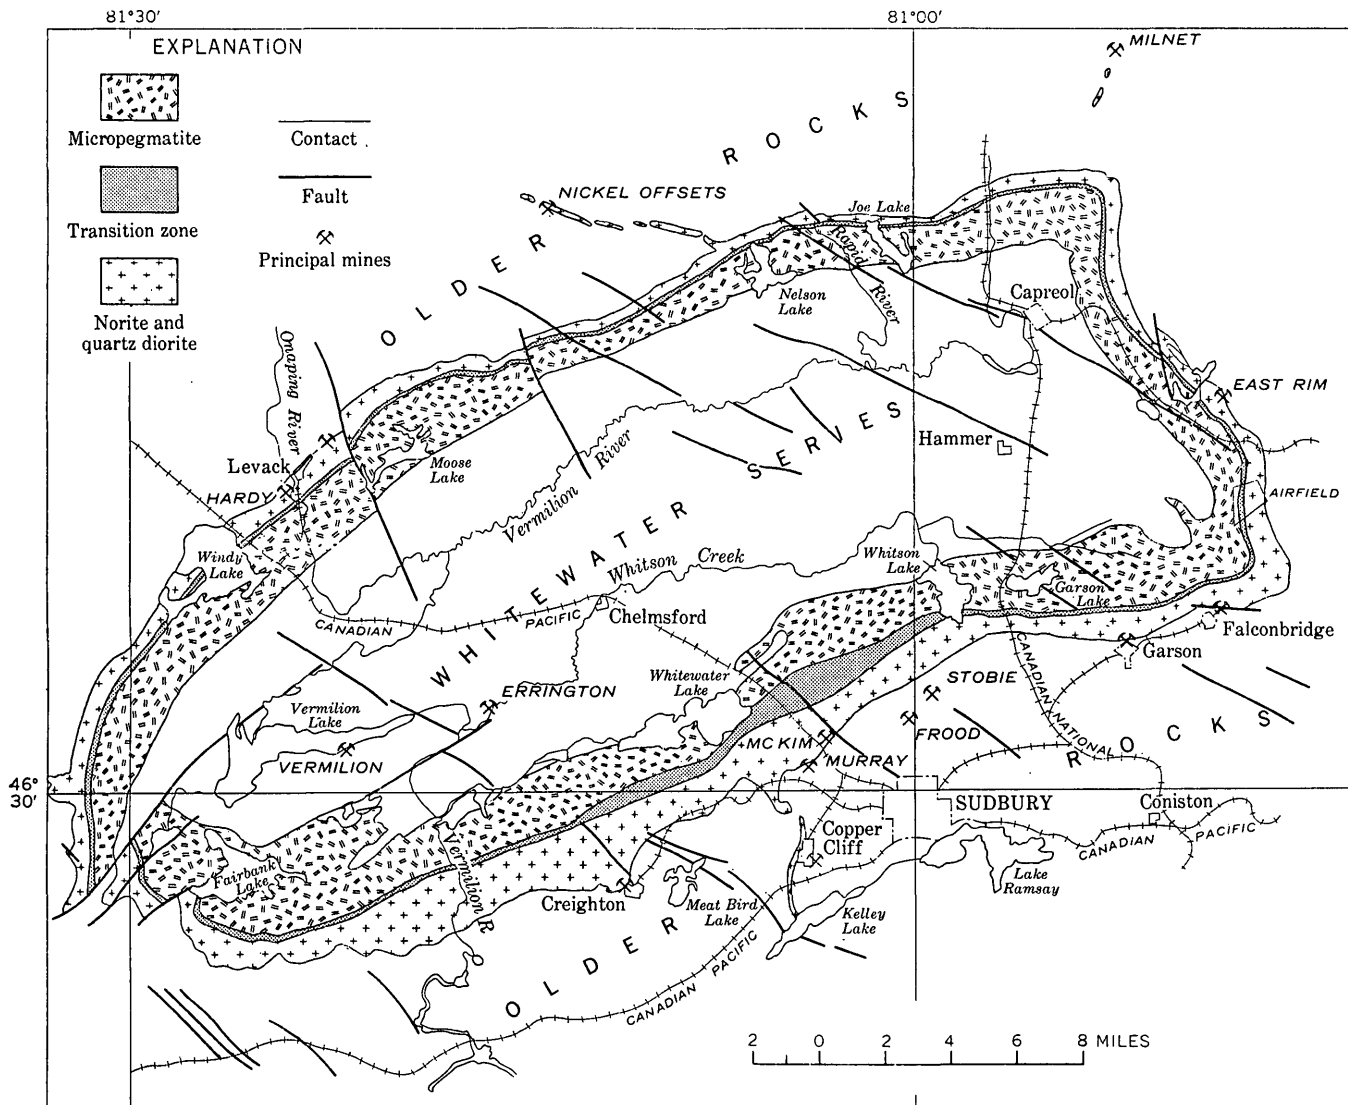 81°30′
81°00′
EXPLANATION
Micropegmatite
Contact
Transition zone
Fault
Norite and
quartz diorite
Principal mines
MILNET
OLDER ROCKS
NICKEL OFFSETS
Joe Lake
Rapid River
Nelson
Lake
Capreol
Onaping River
EAST RIM
Hammer
Levack
HARDY
Moose
Lake
Vermilion River
AIRFIELD
WHITEWATER SERIES
Windy
Lake
Whitson Creek
Whitson
Lake
Garson
Lake
CANADIAN PACIFIC
Chelmsford
Falconbridge
Garson
CANADIAN NATIONAL
Whitewater
Lake
STOBIE
ERRINGTON
Vermilion
Lake
FROOD
MC KIM
MURRAY
VERMILION
46°
30′
SUDBURY
Coniston
CANADIAN PACIFIC
Copper
Cliff
Lake
Ramsay
Fairbank
Lake
Vermilion R
Creighton
Meat Bird
Lake
Kelley
Lake
OLDER ROCKS
CANADIAN PACIFIC
2 0 2 4 6 8 MILES